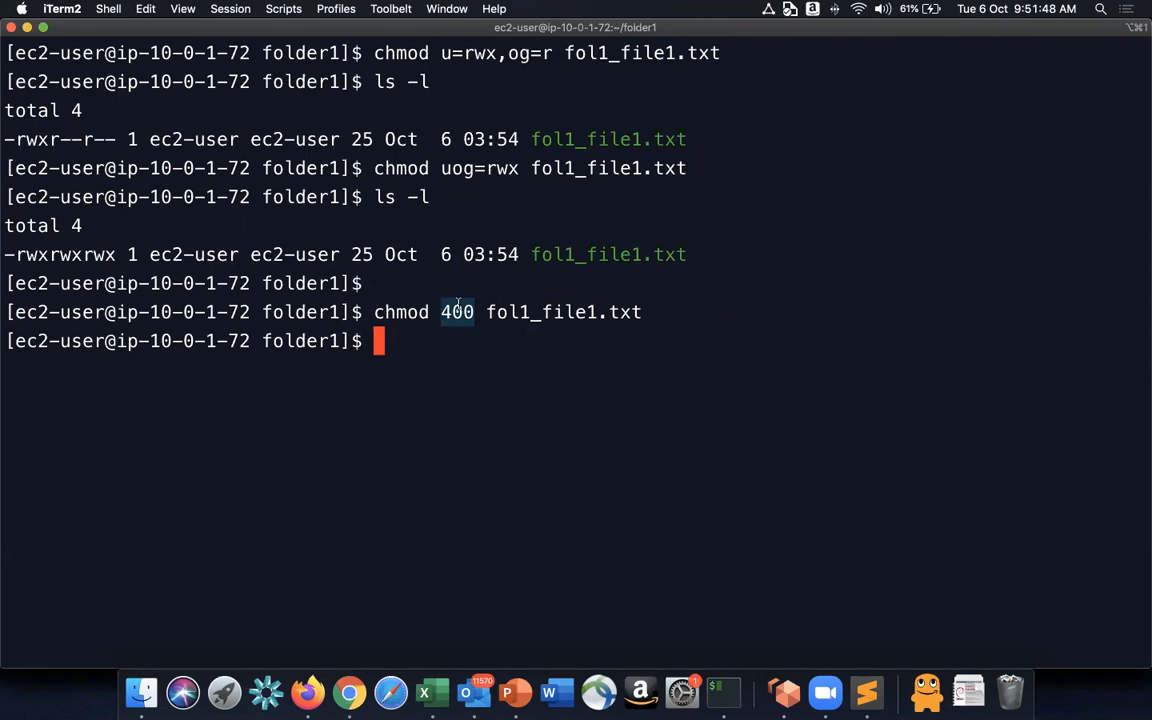 iTerm2 Shell Edit View Session Scripts Profiles Toolbelt Window Help 61% Tue 6 Oct 9:51:48 AM
ec2-user@ip-10-0-1-72:~/folder1 ⌥⌘1
[ec2-user@ip-10-0-1-72 folder1]$ chmod u=rwx,og=r fol1_file1.txt
[ec2-user@ip-10-0-1-72 folder1]$ ls -l
total 4
-rwxr--r-- 1 ec2-user ec2-user 25 Oct  6 03:54 fol1_file1.txt
[ec2-user@ip-10-0-1-72 folder1]$ chmod uog=rwx fol1_file1.txt
[ec2-user@ip-10-0-1-72 folder1]$ ls -l
total 4
-rwxrwxrwx 1 ec2-user ec2-user 25 Oct  6 03:54 fol1_file1.txt
[ec2-user@ip-10-0-1-72 folder1]$
[ec2-user@ip-10-0-1-72 folder1]$ chmod 400 fol1_file1.txt
[ec2-user@ip-10-0-1-72 folder1]$
11570
1